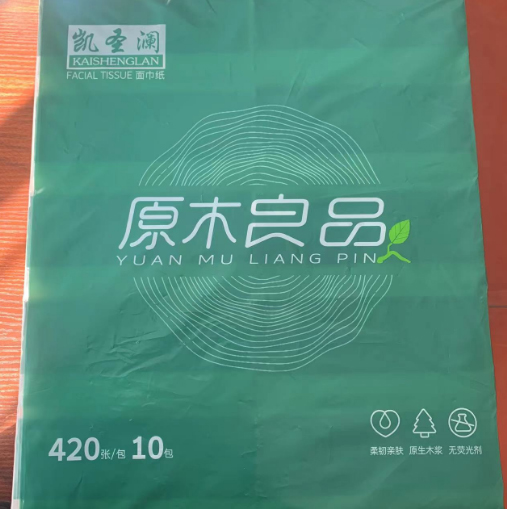 凯圣澜
KAISHENGLAN
FACIAL TISSUE 面巾纸
原木良品
YUAN MU LIANG PIN
420张/包 10包
柔韧亲肤 原生木浆 无荧光剂